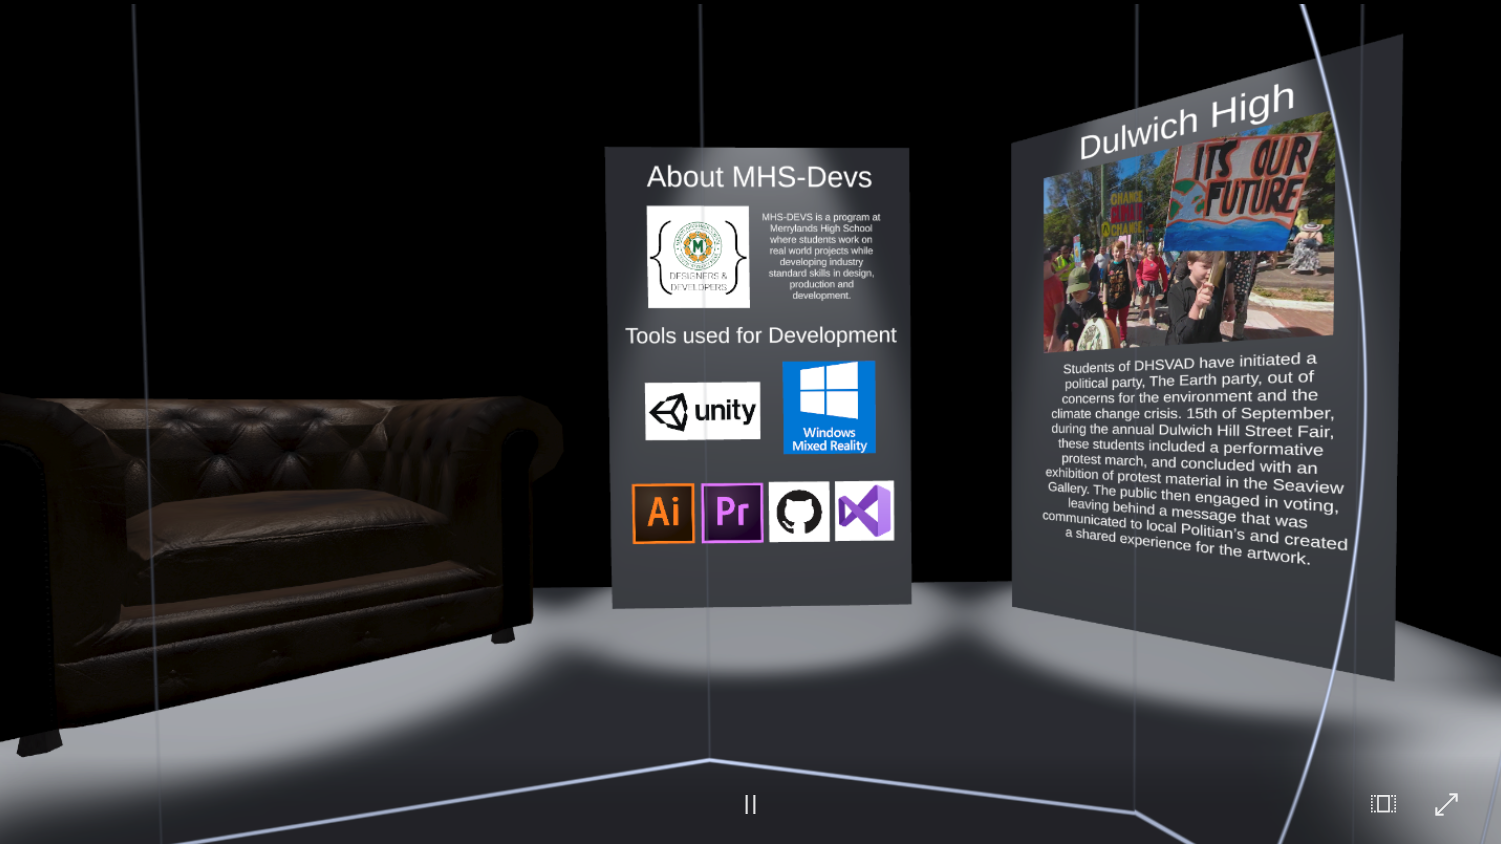 About MHS-Devs
MHS-DEVS is a program at
Merrylands High School
where students work on
real world projects while
developing industry
standard skills in design,
production and
development.
M
DESIGNERS &
DEVELOPERS
Tools used for Development
unity
Windows
Mixed Reality
Ai
Pr
Dulwich High
IT'S OUR
FUTURE
CHANGE
CHANGE
Students of DHSVAD have initiated a
political party, The Earth party, out of
concerns for the environment and the
climate change crisis. 15th of September,
during the annual Dulwich Hill Street Fair,
these students included a performative
protest march, and concluded with an
exhibition of protest material in the Seaview
Gallery. The public then engaged in voting,
leaving behind a message that was
communicated to local Politian's and created
a shared experience for the artwork.